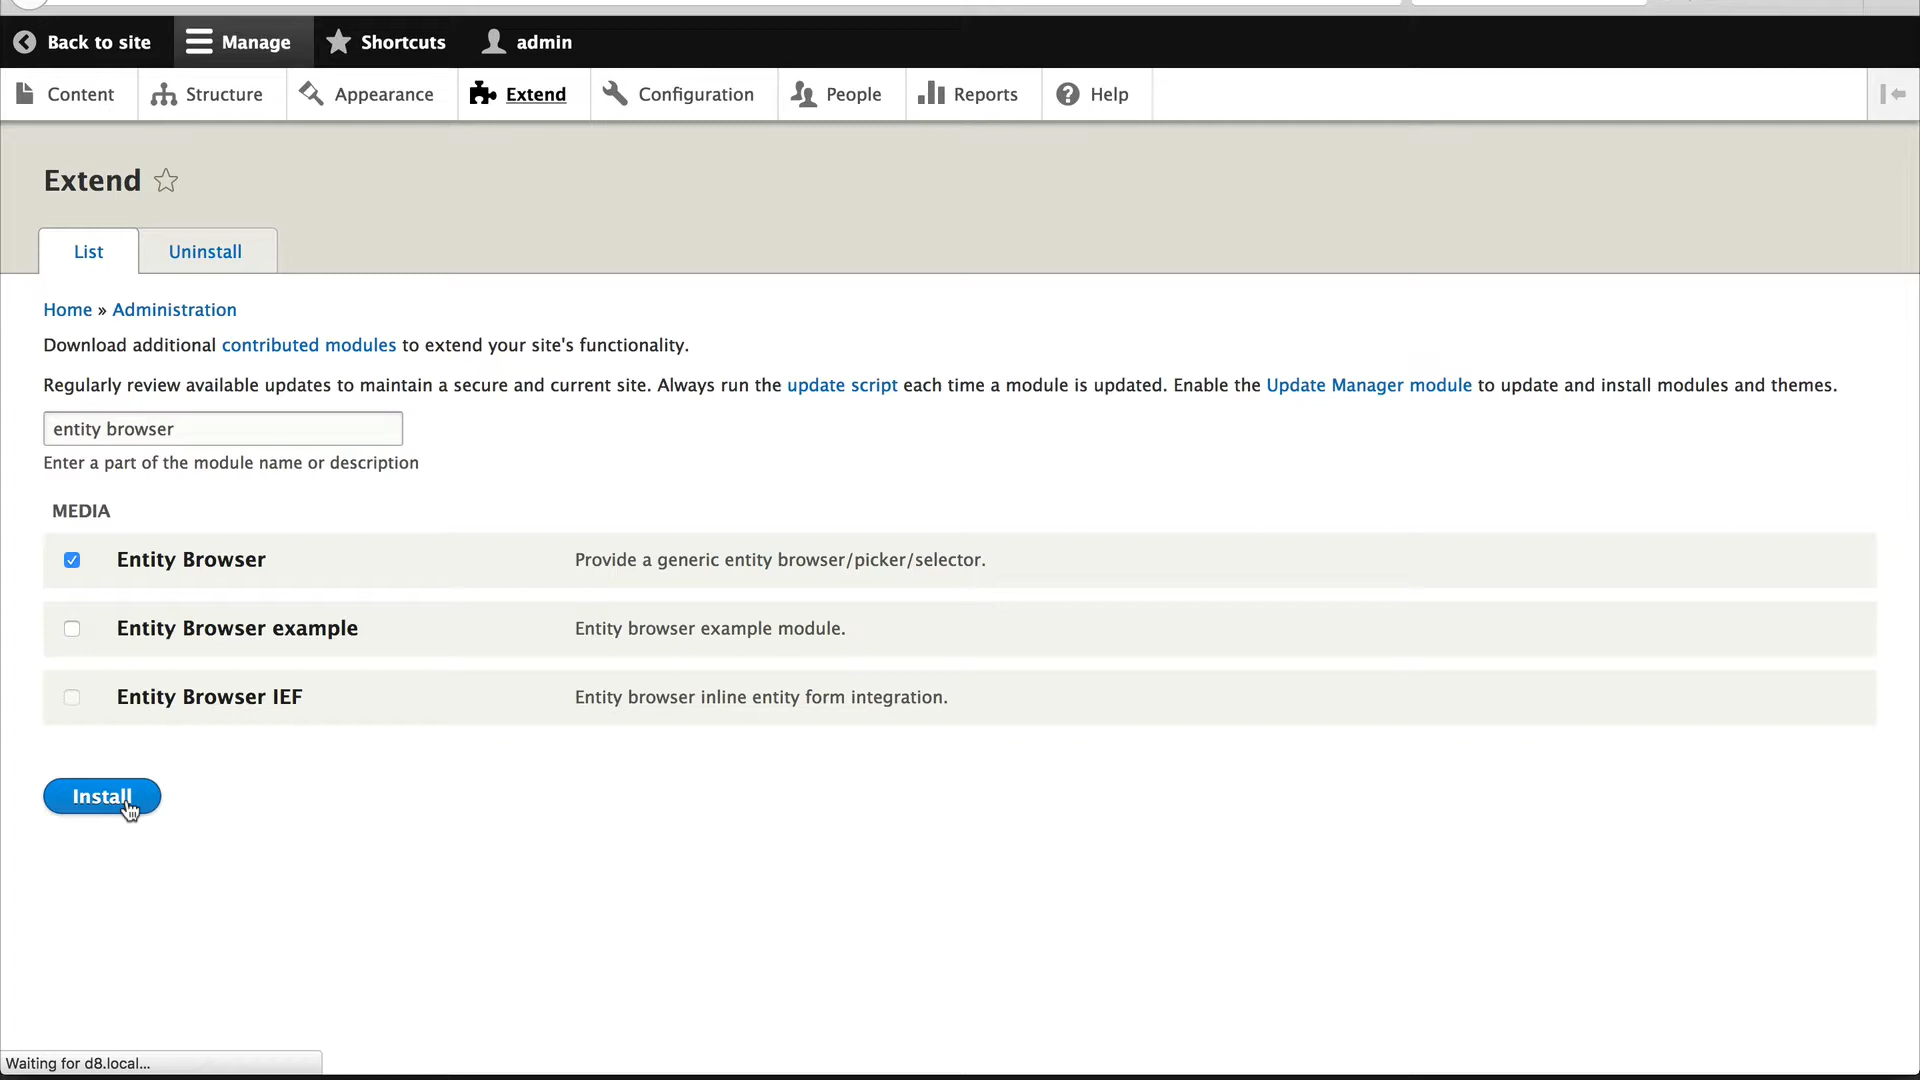 Back to site
Manage
Shortcuts
admin
Content
Structure
Appearance
Extend
Configuration
People
Reports
Help
Extend
List
Uninstall
Home » Administration
Download additional contributed modules to extend your site's functionality.
Regularly review available updates to maintain a secure and current site. Always run the update script each time a module is updated. Enable the Update Manager module to update and install modules and themes.
entity browser
Enter a part of the module name or description
MEDIA
Entity Browser
Provide a generic entity browser/picker/selector.
Entity Browser example
Entity browser example module.
Entity Browser IEF
Entity browser inline entity form integration.
Install
Waiting for d8.local...